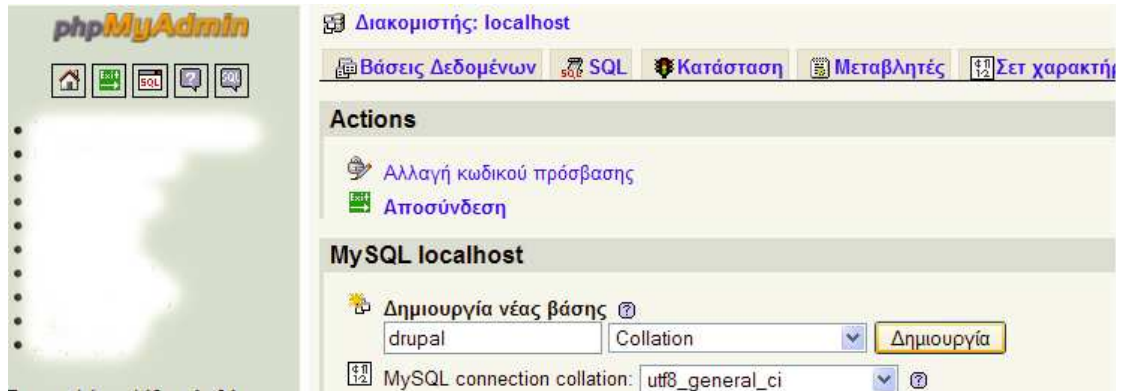 phpMyAdmin
Διακομιστής: localhost
Βάσεις Δεδομένων SQL Κατάσταση Μεταβλητές Σετ
Actions
Αλλαγή κωδικού πρόσβασης
Αποσύνδεση
MySQL localhost
Δημιουργία νέας βάσης
drupal Collation Δημιουργία
MySQL connection collation: utf8_general_ci